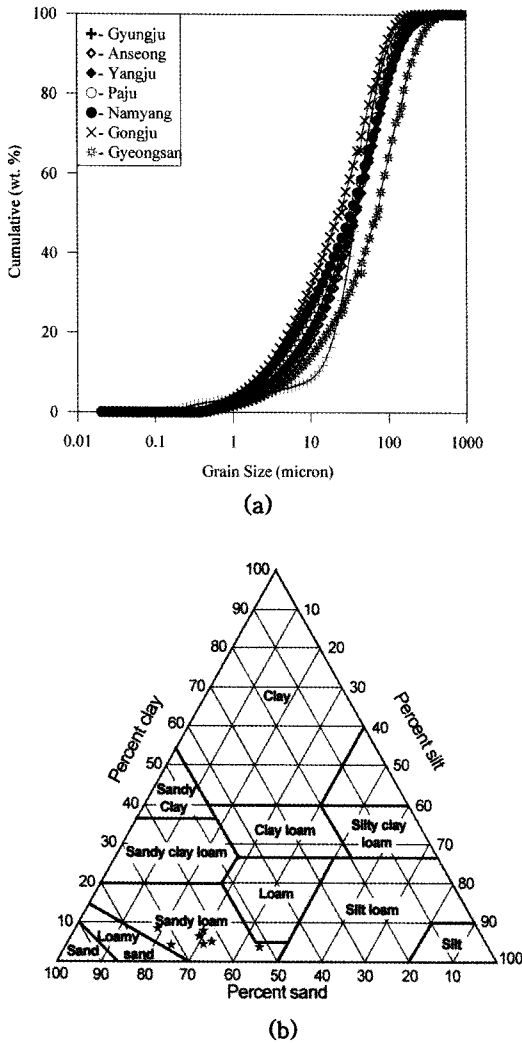 100
80
60
40
20
0
Cumulative (wt. %)
- Gyungju
- Anseong
- Yangju
- Paju
- Namyang
- Gongju
- Gyeongsan
0.01 0.1 1 10 100 1000
Grain Size (micron)
(a)
100
90 10
80 20
70 30
60 40
50 50
40 60
30 70
20 80
10 90
100
Percent clay
Percent silt
Clay
Sandy
Clay
Clay loam
Silty clay
loam
Sandy clay loam
Loam
Silt loam
Sandy loam
Loamy
sand
Sand
Silt
100 90 80 70 60 50 40 30 20 10
Percent sand
(b)